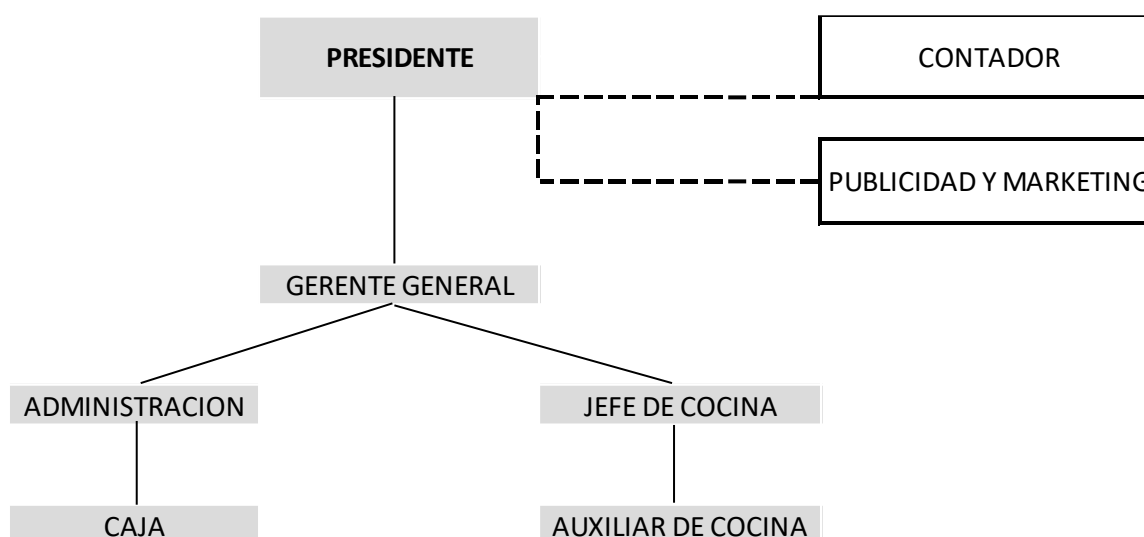 PRESIDENTE
CONTADOR
PUBLICIDAD Y MARKETING
GERENTE GENERAL
ADMINISTRACION
JEFE DE COCINA
CAJA
AUXILIAR DE COCINA